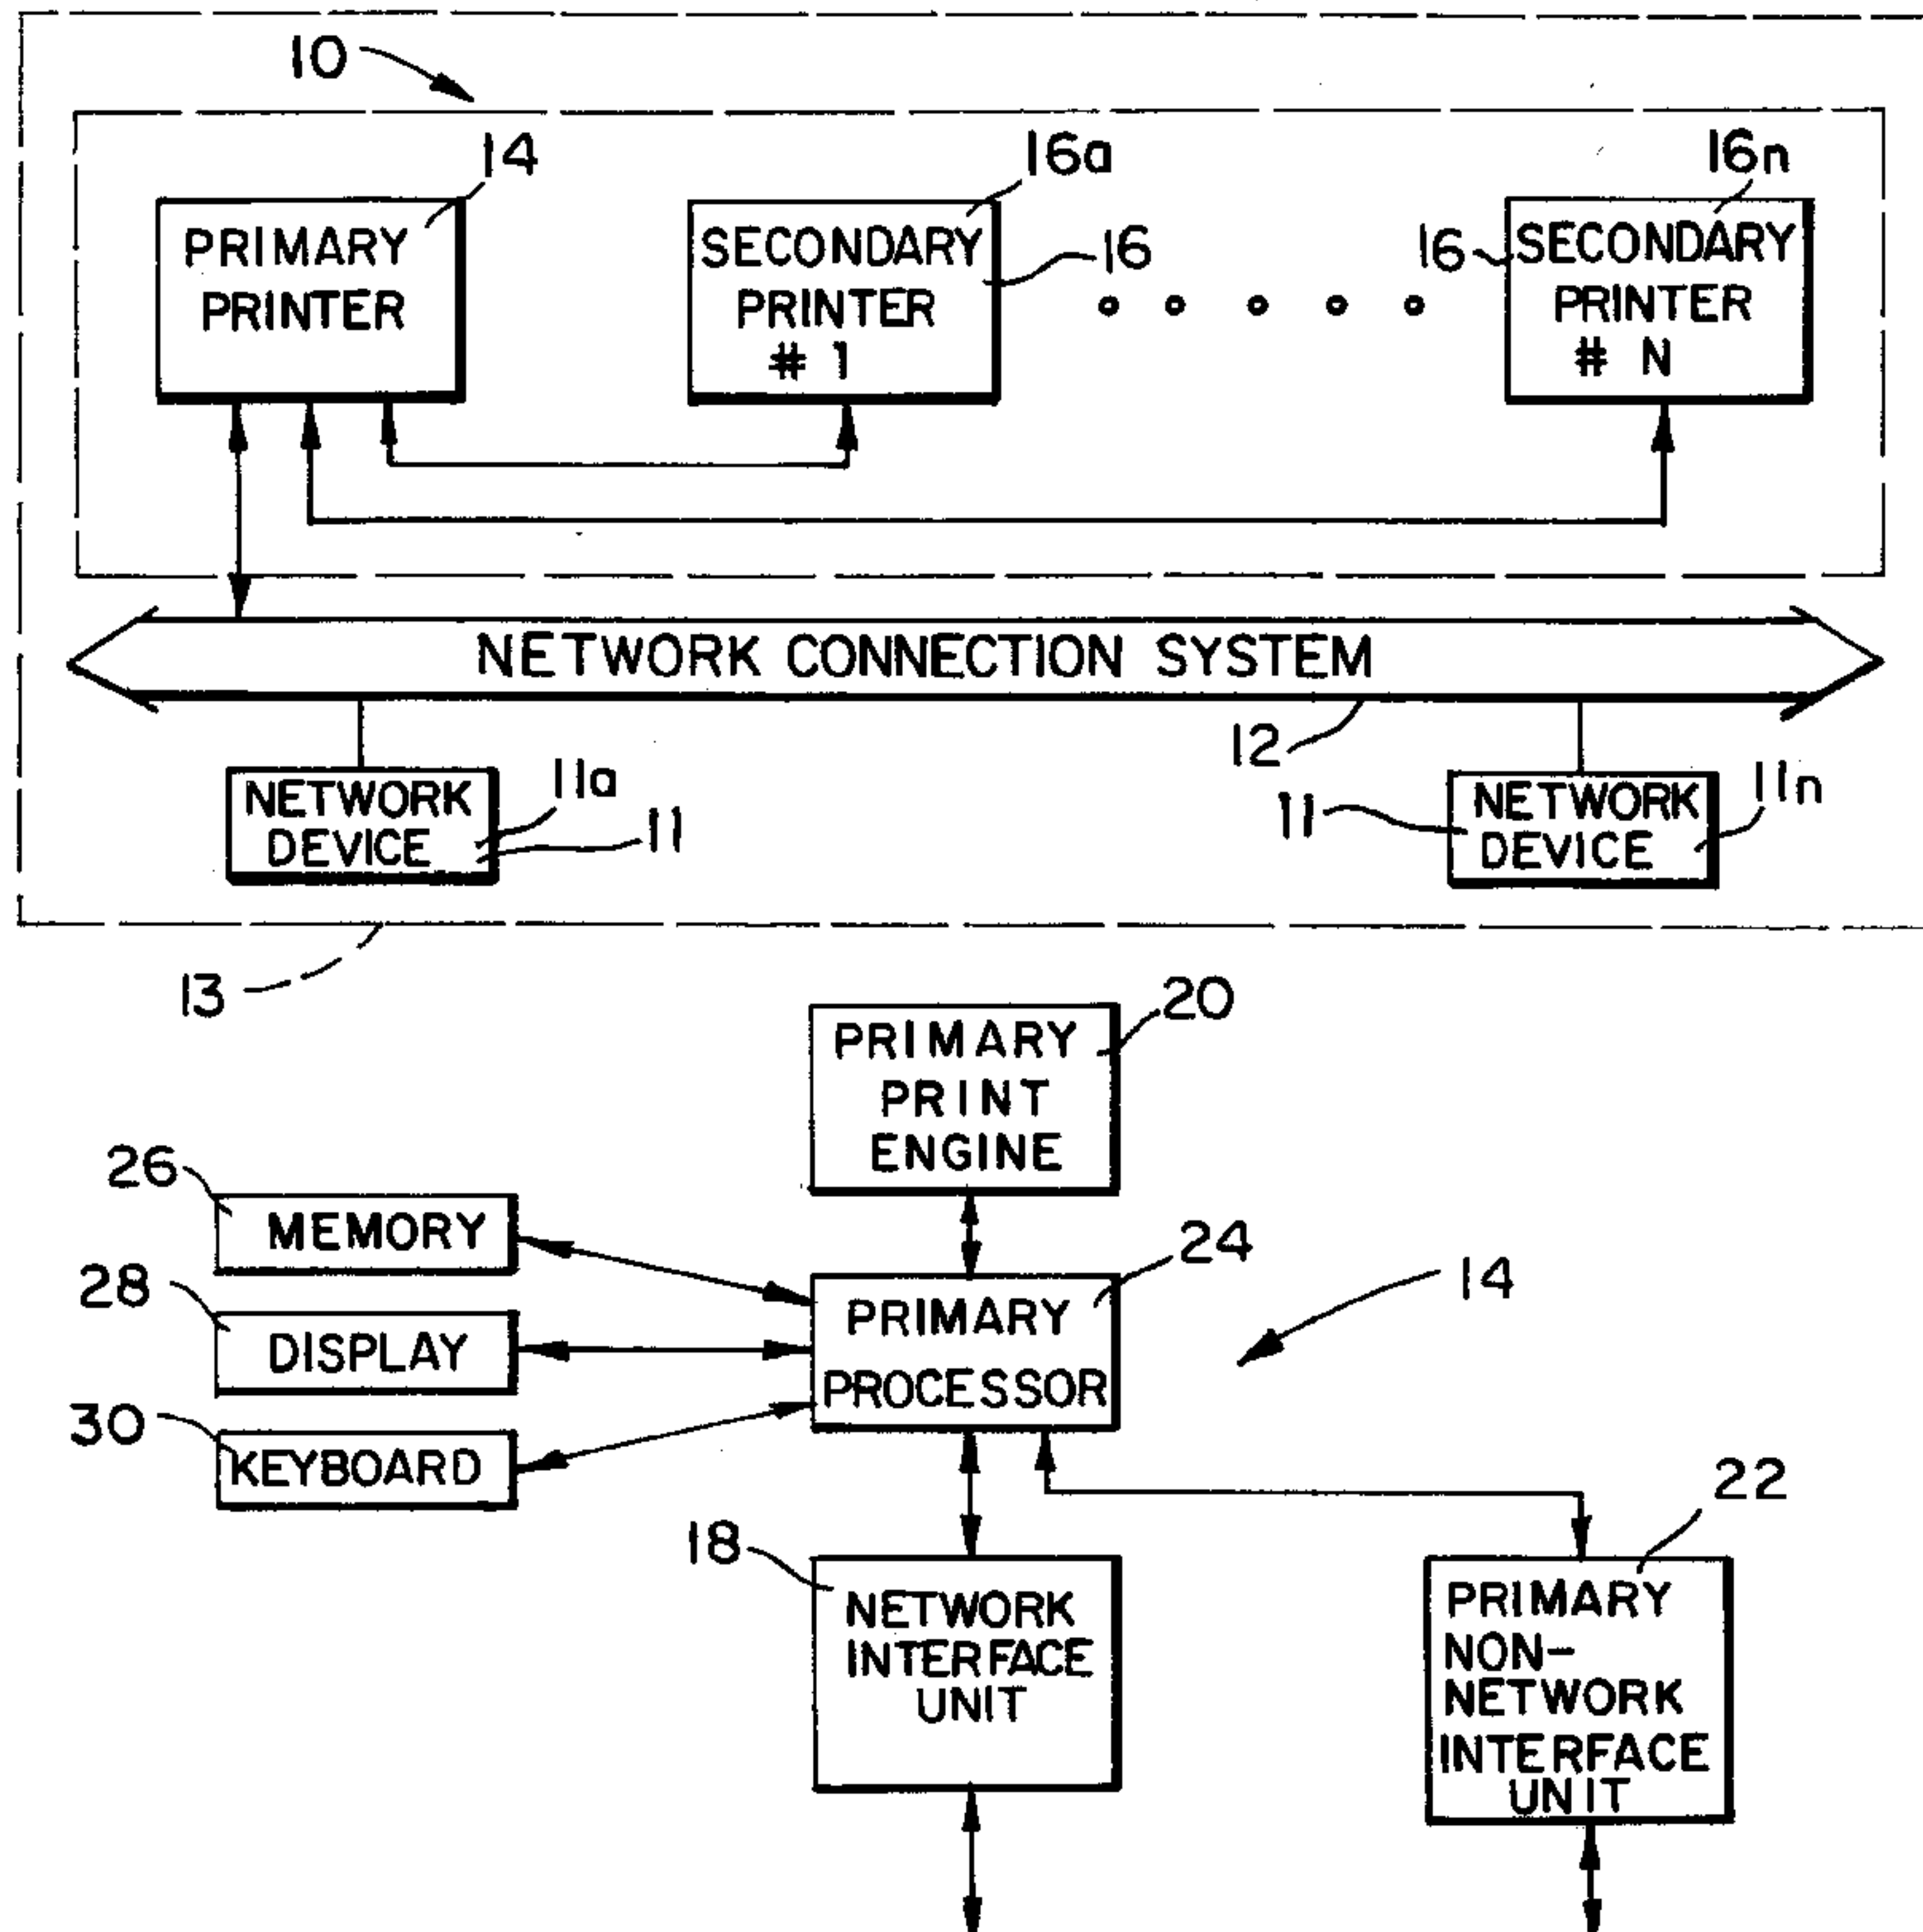 10
14
16a
16n
PRIMARY
PRINTER
SECONDARY
PRINTER
# 1
16
16
SECONDARY
PRINTER
# N
NETWORK CONNECTION SYSTEM
12
NETWORK
DEVICE
11a
11
11
NETWORK
DEVICE
11n
13
20
PRIMARY
PRINT
ENGINE
26
MEMORY
24
28
DISPLAY
PRIMARY
PROCESSOR
14
30
KEYBOARD
22
18
NETWORK
INTERFACE
UNIT
PRIMARY
NON-
NETWORK
INTERFACE
UNIT